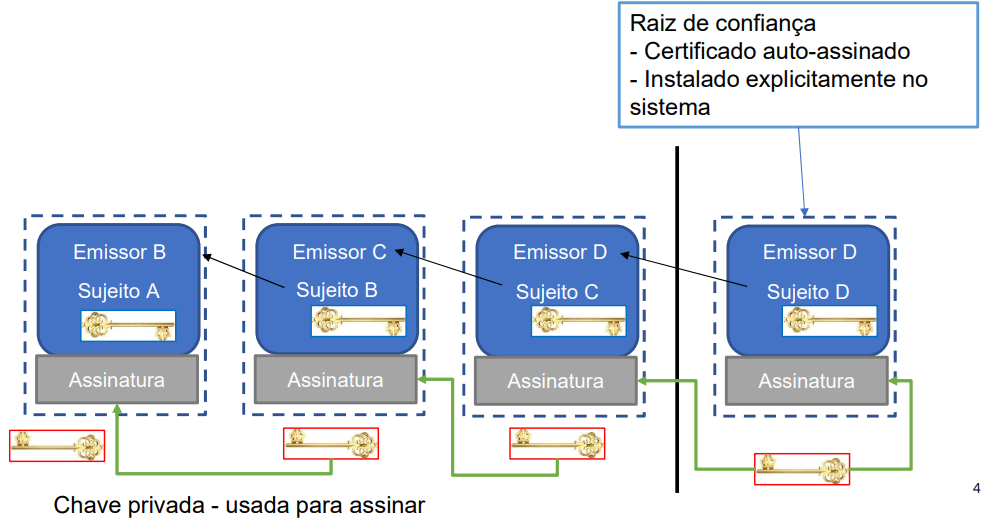 Raiz de confiança
- Certificado auto-assinado
- Instalado explicitamente no
sistema
Emissor B
Sujeito A
Assinatura
Emissor C
Sujeito B
Assinatura
Emissor D
Sujeito C
Assinatura
Emissor D
Sujeito D
Assinatura
Chave privada - usada para assinar
4